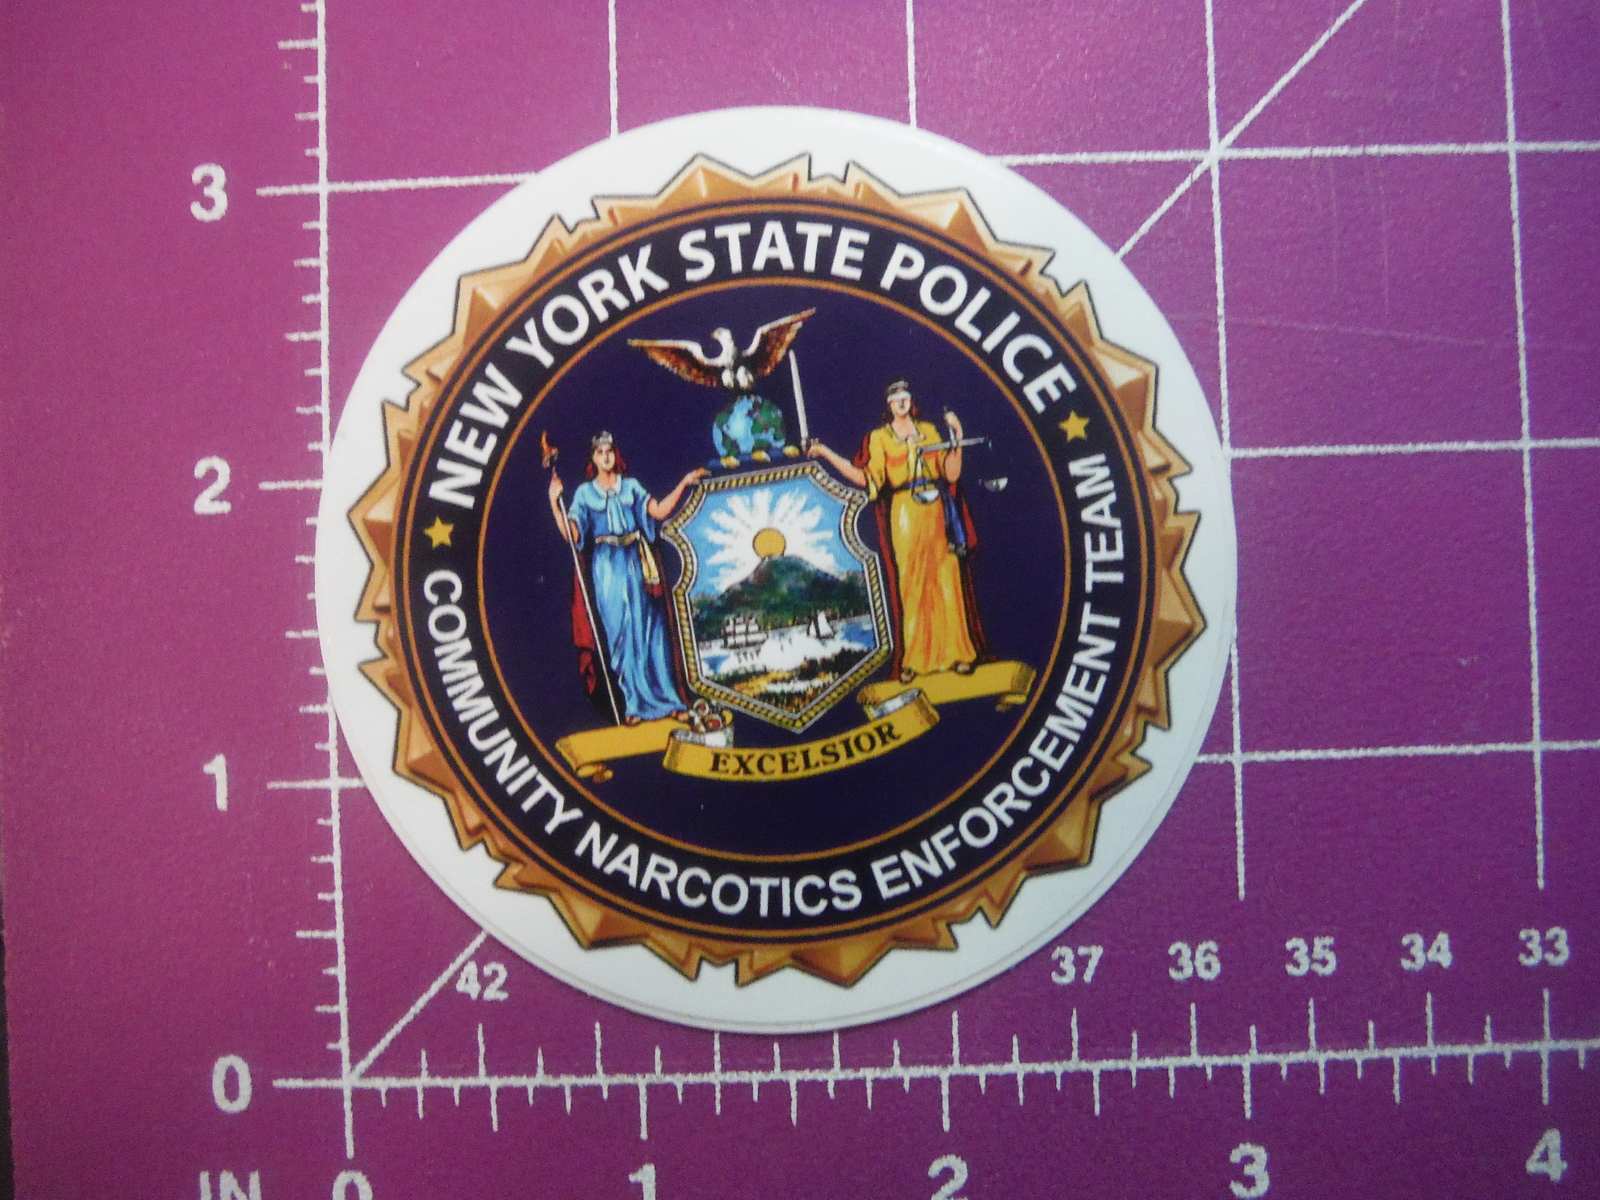 NEW YORK STATE POLICE
COMMUNITY NARCOTICS ENFORCEMENT TEAM
EXCELSIOR
3
2
1
0
42
37 36 35 34 33
IN 0 1 2 3 4